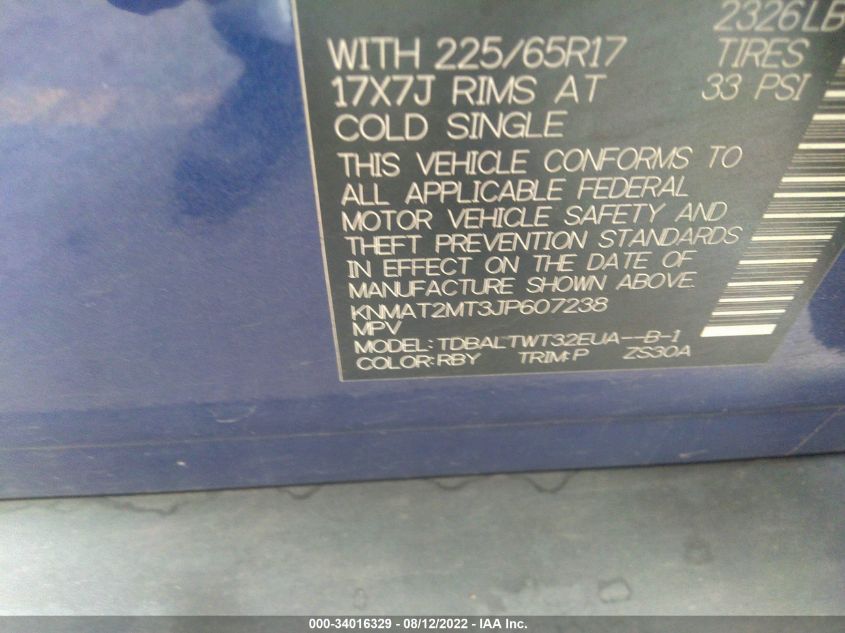 2326LB
WITH 225/65R17 TIRES
17X7J RIMS AT 33 PSI
COLD SINGLE
THIS VEHICLE CONFORMS TO
ALL APPLICABLE FEDERAL
MOTOR VEHICLE SAFETY AND
THEFT PREVENTION STANDARDS
IN EFFECT ON THE DATE OF
MANUFACTURE SHOWN ABOVE.
KNMAT2MT3JP607238
MPV
MODEL:TDBALTWT32EUA--B-1
COLOR:RBY TRIM:P ZS30A
000-34016329 - 08/12/2022 - IAA Inc.